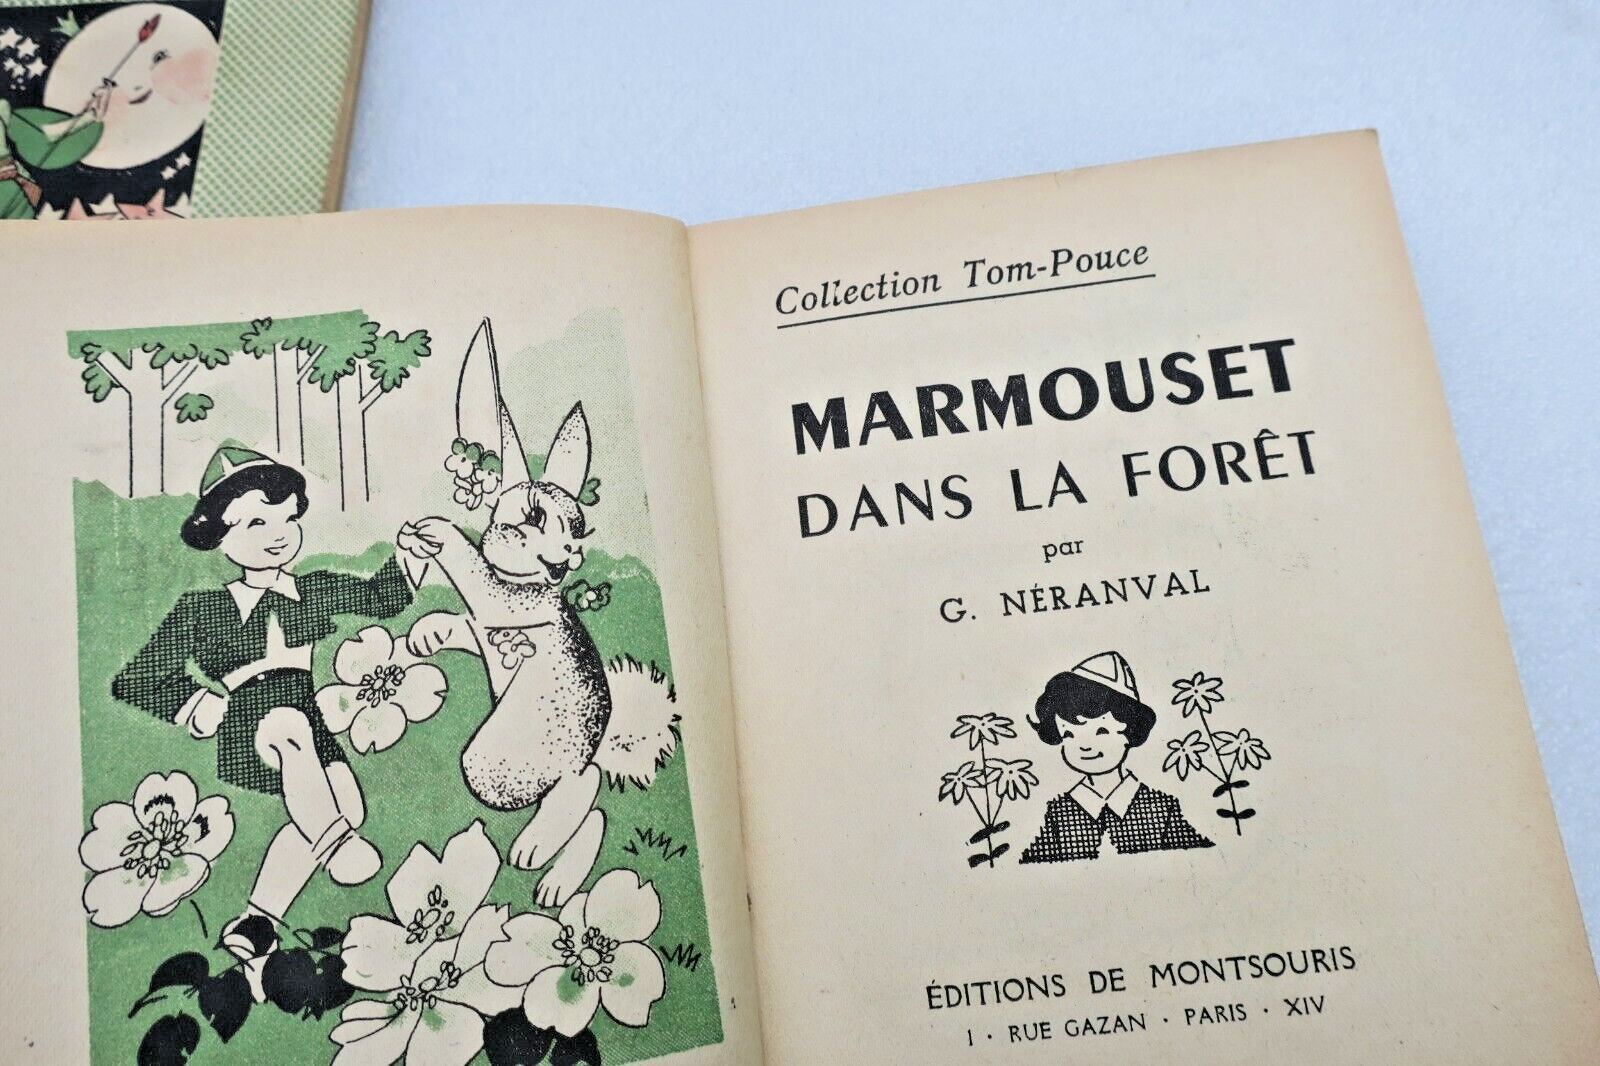 Collection Tom-Pouce
MARMOUSET
DANS LA FORÊT
par
G. NÉRANVAL
ÉDITIONS DE MONTSOURIS
1 · RUE GAZAN · PARIS · XIV